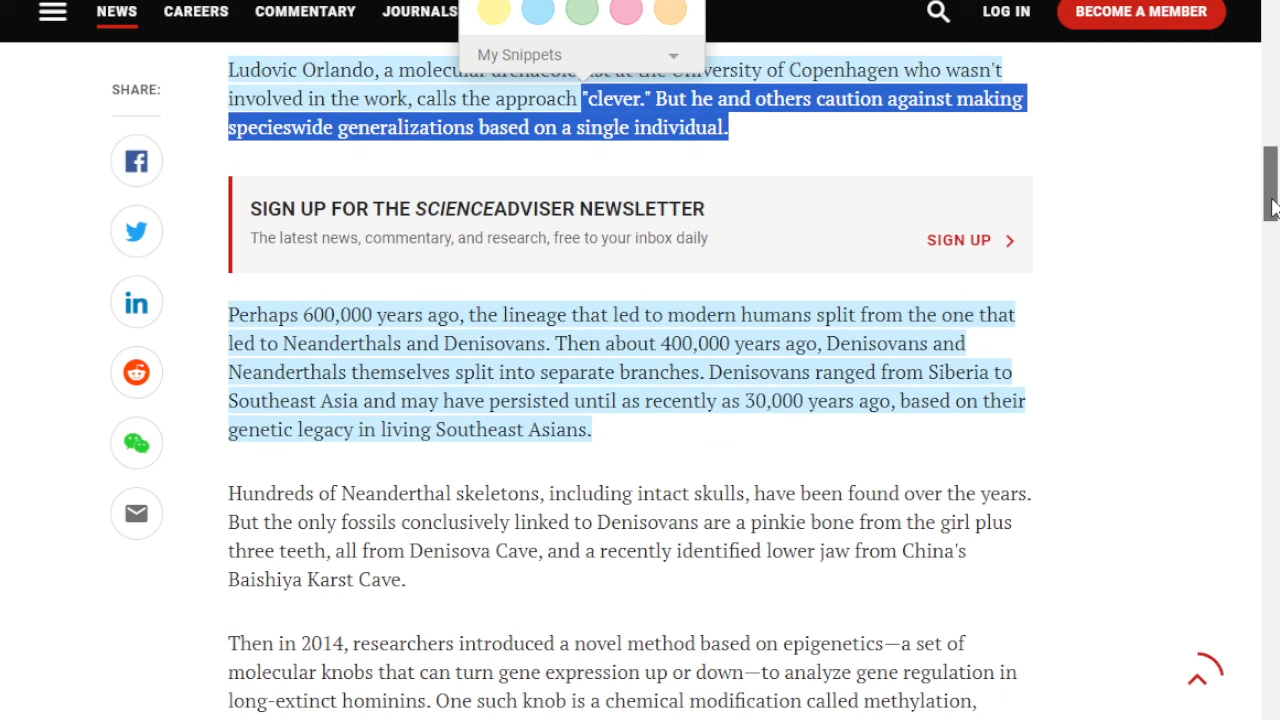 NEWS CAREERS COMMENTARY JOURNALS LOG IN BECOME A MEMBER
My Snippets
Ludovic Orlando, a molecular at the University of Copenhagen who wasn't
involved in the work, calls the approach "clever." But he and others caution against making
specieswide generalizations based on a single individual.
SHARE:
SIGN UP FOR THE SCIENCEADVISER NEWSLETTER
The latest news, commentary, and research, free to your inbox daily
SIGN UP
Perhaps 600,000 years ago, the lineage that led to modern humans split from the one that
led to Neanderthals and Denisovans. Then about 400,000 years ago, Denisovans and
Neanderthals themselves split into separate branches. Denisovans ranged from Siberia to
Southeast Asia and may have persisted until as recently as 30,000 years ago, based on their
genetic legacy in living Southeast Asians.
Hundreds of Neanderthal skeletons, including intact skulls, have been found over the years.
But the only fossils conclusively linked to Denisovans are a pinkie bone from the girl plus
three teeth, all from Denisova Cave, and a recently identified lower jaw from China's
Baishiya Karst Cave.
Then in 2014, researchers introduced a novel method based on epigenetics—a set of
molecular knobs that can turn gene expression up or down—to analyze gene regulation in
long-extinct hominins. One such knob is a chemical modification called methylation,